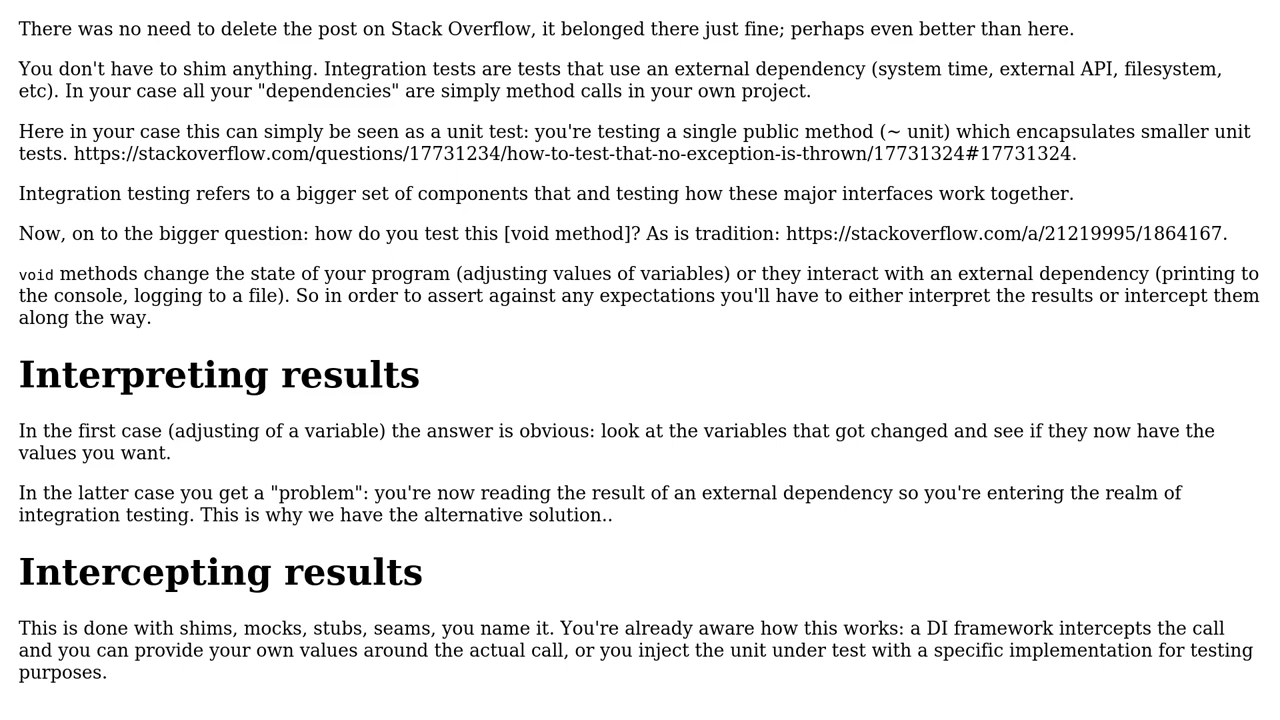 There was no need to delete the post on Stack Overflow, it belonged there just fine; perhaps even better than here.
You don't have to shim anything. Integration tests are tests that use an external dependency (system time, external API, filesystem,
etc). In your case all your "dependencies" are simply method calls in your own project.
Here in your case this can simply be seen as a unit test: you're testing a single public method (~ unit) which encapsulates smaller unit
tests. https://stackoverflow.com/questions/17731234/how-to-test-that-no-exception-is-thrown/17731324#17731324.
Integration testing refers to a bigger set of components that and testing how these major interfaces work together.
Now, on to the bigger question: how do you test this [void method]? As is tradition: https://stackoverflow.com/a/21219995/1864167.
void methods change the state of your program (adjusting values of variables) or they interact with an external dependency (printing to
the console, logging to a file). So in order to assert against any expectations you'll have to either interpret the results or intercept them
along the way.
Interpreting results
In the first case (adjusting of a variable) the answer is obvious: look at the variables that got changed and see if they now have the
values you want.
In the latter case you get a "problem": you're now reading the result of an external dependency so you're entering the realm of
integration testing. This is why we have the alternative solution..
Intercepting results
This is done with shims, mocks, stubs, seams, you name it. You're already aware how this works: a DI framework intercepts the call
and you can provide your own values around the actual call, or you inject the unit under test with a specific implementation for testing
purposes.